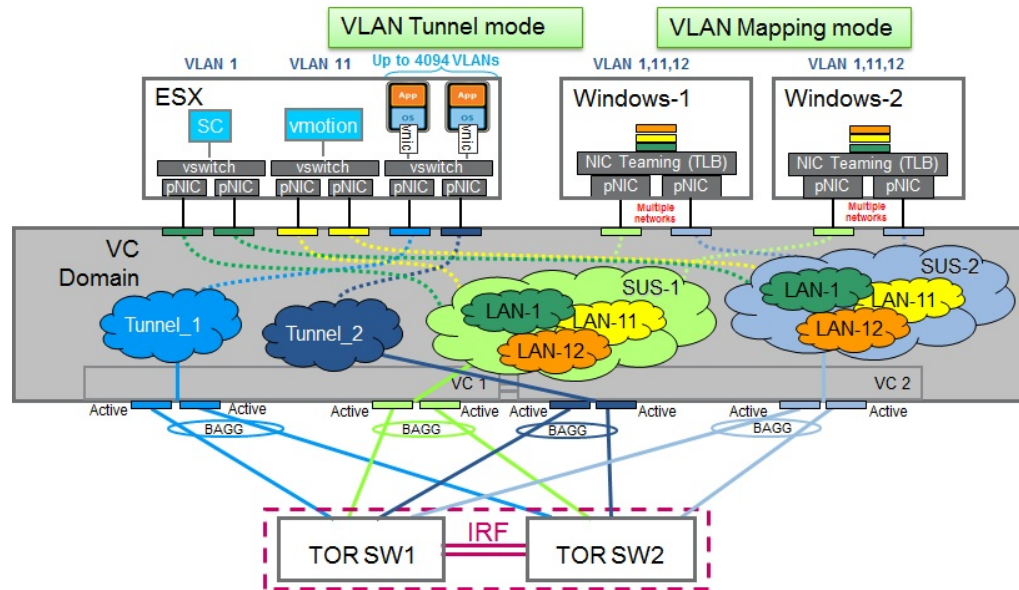 VLAN Tunnel mode
VLAN Mapping mode
VLAN 1
VLAN 11
Up to 4094 VLANs
VLAN 1,11,12
VLAN 1,11,12
ESX
Windows-1
Windows-2
App
App
OS
OS
SC
vmotion
vnic
vnic
vswitch
vswitch
vswitch
NIC Teaming (TLB)
NIC Teaming (TLB)
pNIC
pNIC
pNIC
pNIC
pNIC
pNIC
pNIC
pNIC
pNIC
pNIC
Multiple
networks
Multiple
networks
VC
Domain
SUS-1
SUS-2
LAN-1
LAN-11
LAN-12
LAN-1
LAN-11
LAN-12
Tunnel_1
Tunnel_2
VC 1
VC 2
Active
Active
Active
Active
Active
Active
Active
Active
BAGG
BAGG
BAGG
BAGG
IRF
TOR SW1
TOR SW2